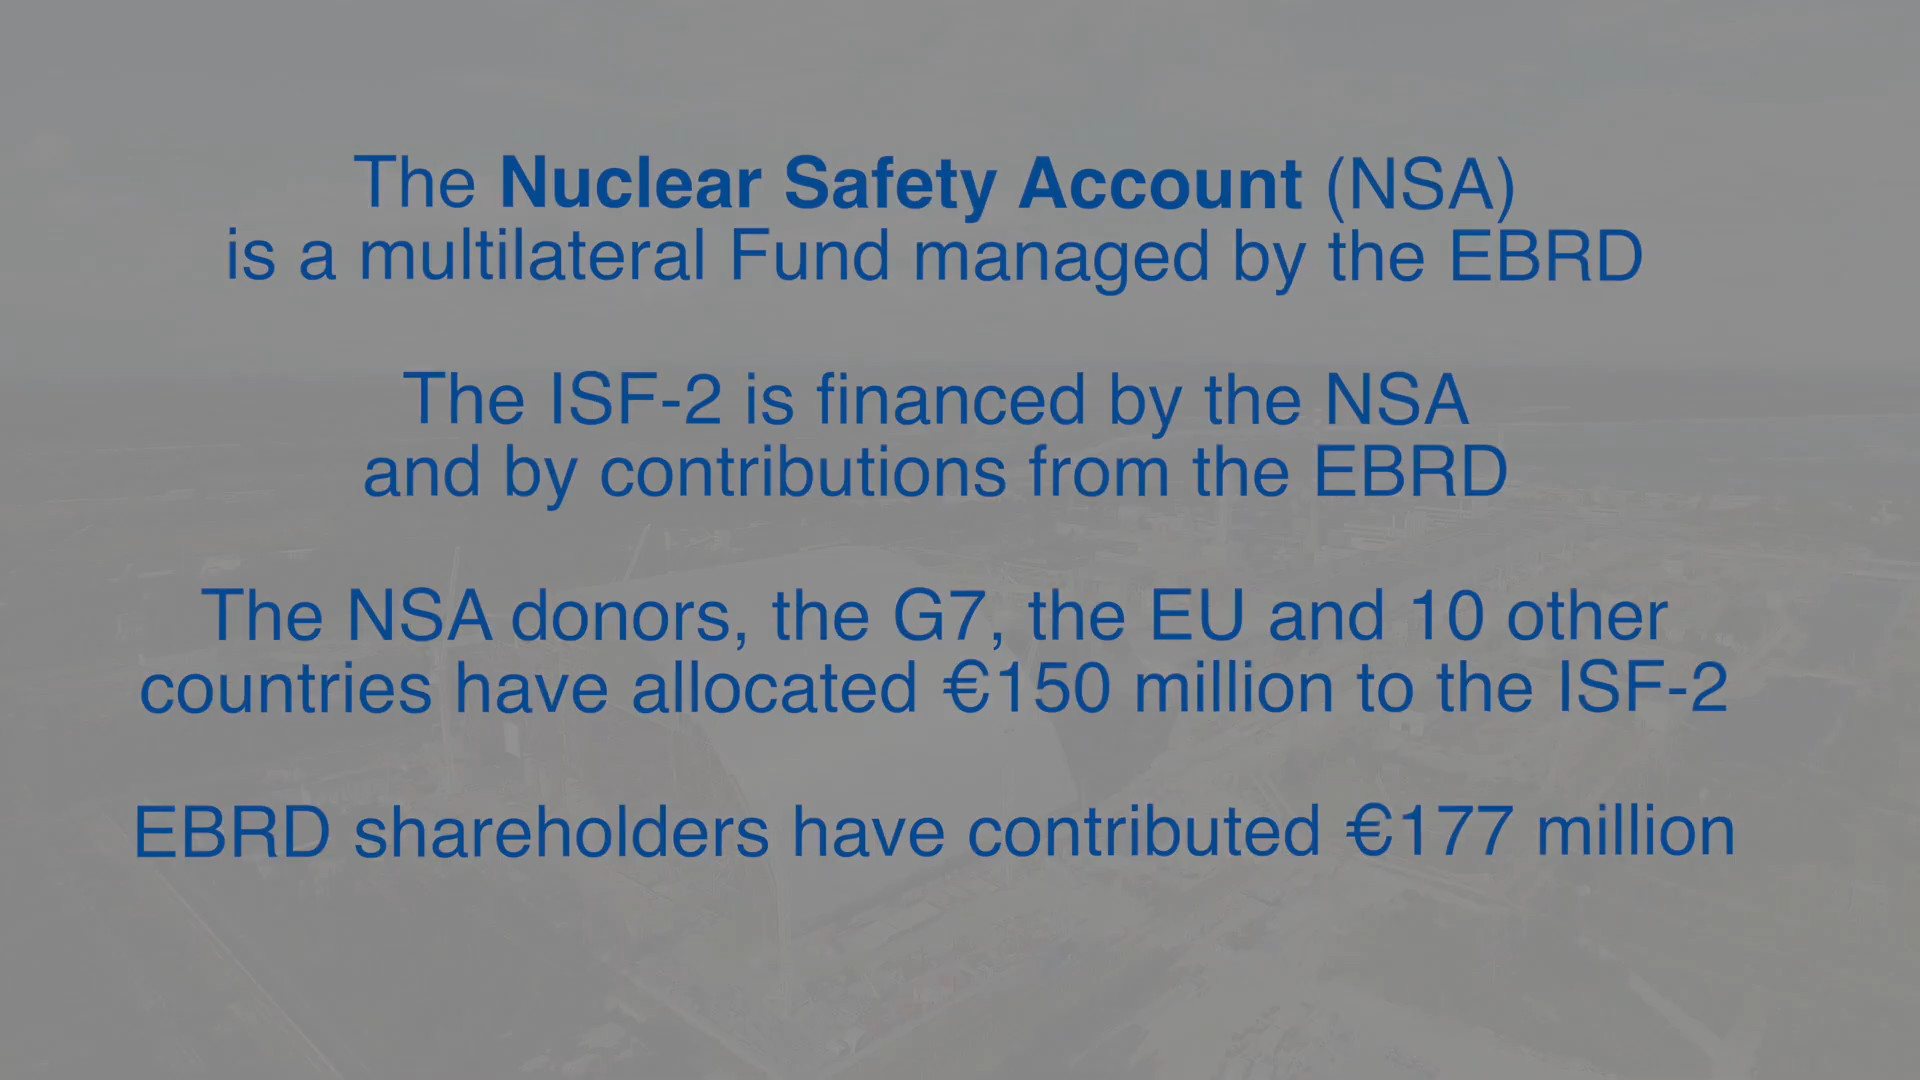 The Nuclear Safety Account (NSA)
is a multilateral Fund managed by the EBRD
The ISF-2 is financed by the NSA
and by contributions from the EBRD
The NSA donors, the G7, the EU and 10 other
countries have allocated €150 million to the ISF-2
EBRD shareholders have contributed €177 million